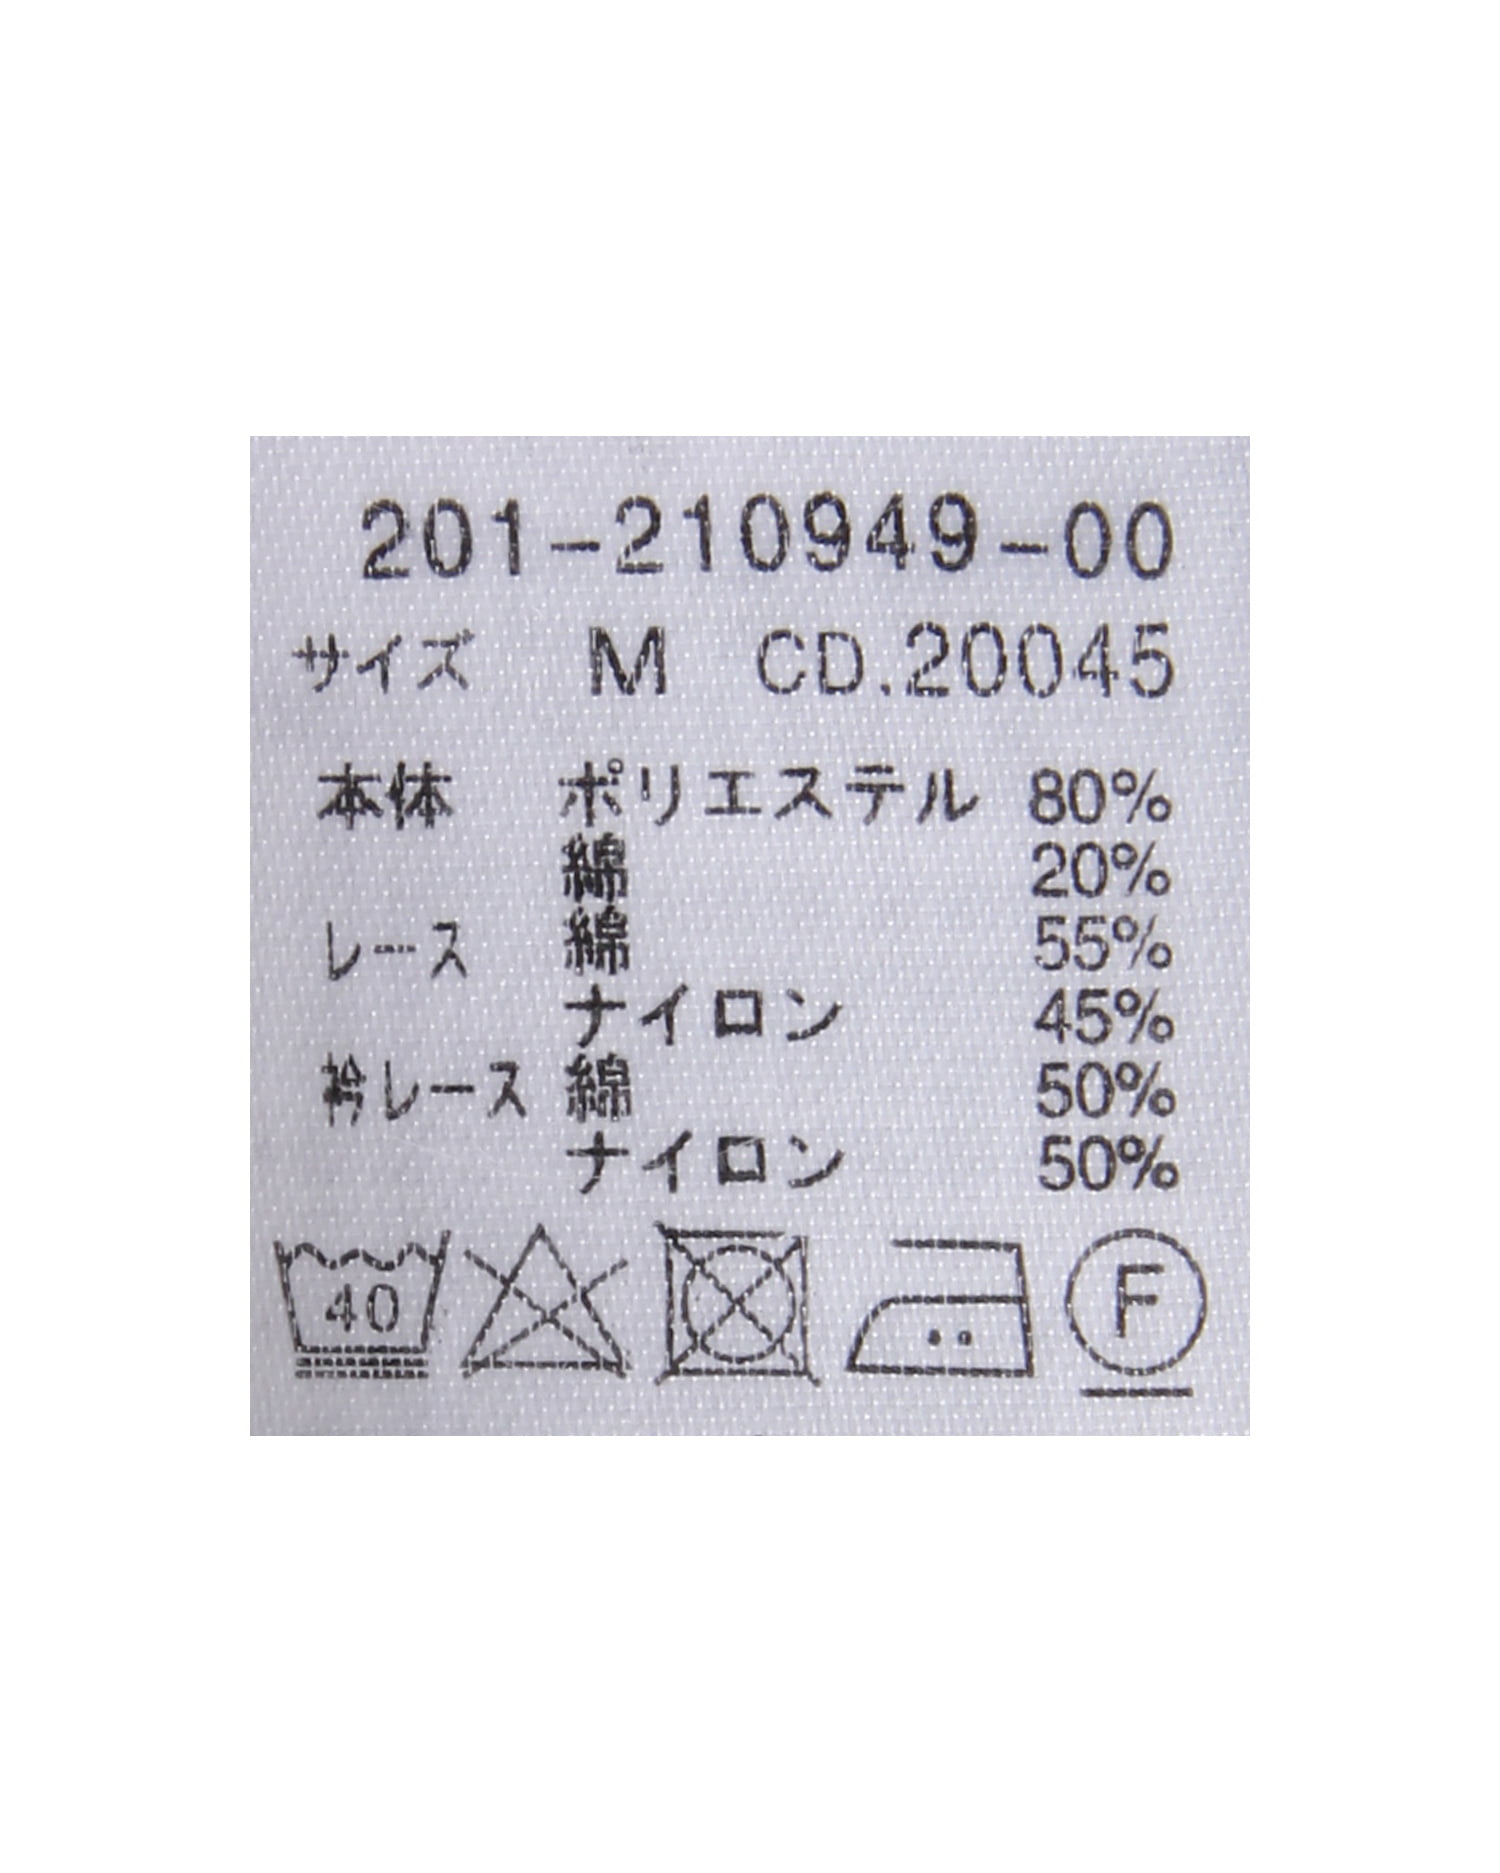 201-210949-00
サイズ M CD.20045
本体 ポリエステル 80%
綿 20%
レース 綿 55%
ナイロン 45%
衿レース 綿 50%
ナイロン 50%
40 F